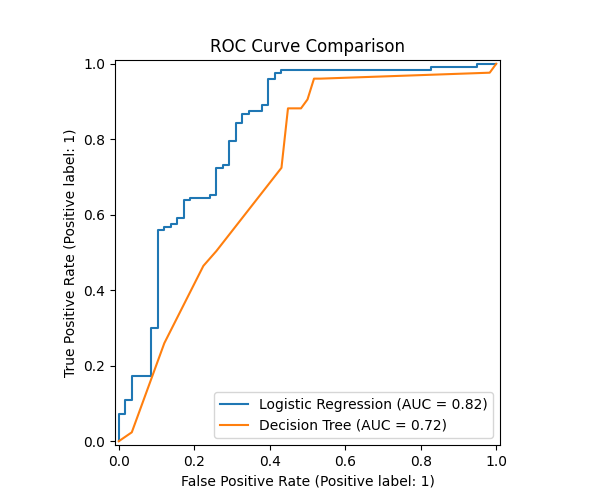 ROC Curve Comparison
True Positive Rate (Positive label: 1)
1.0
0.8
0.6
0.4
0.2
0.0
Logistic Regression (AUC = 0.82)
Decision Tree (AUC = 0.72)
0.0 0.2 0.4 0.6 0.8 1.0
False Positive Rate (Positive label: 1)